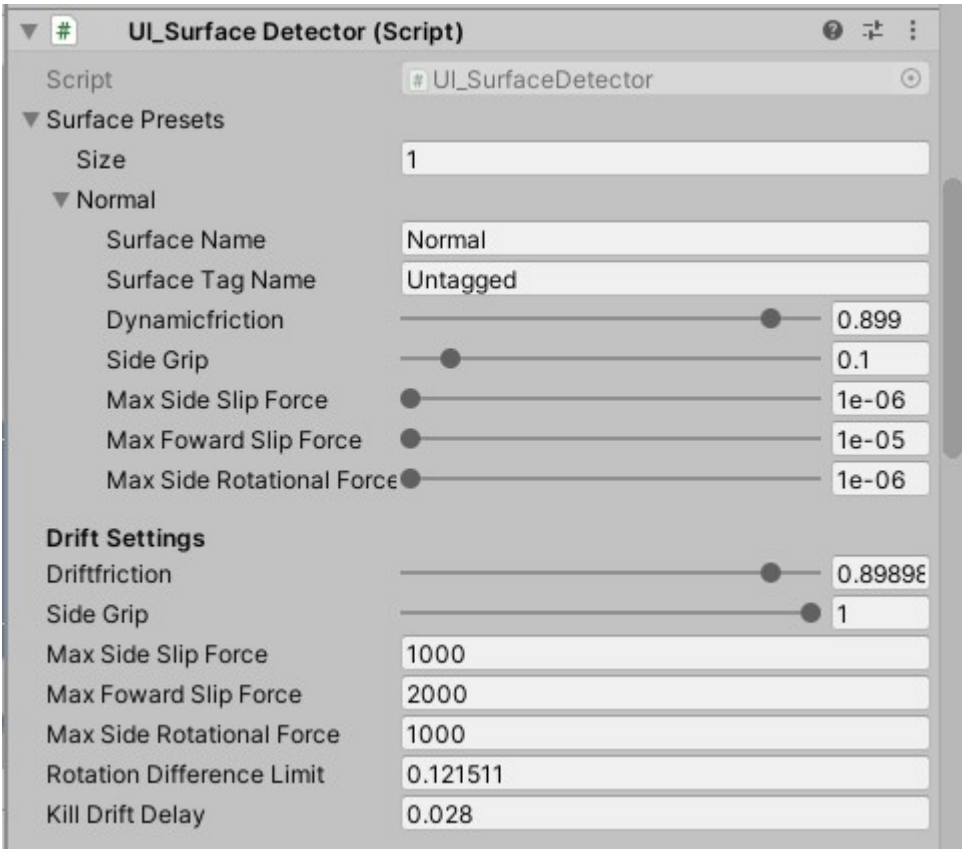 UI_Surface Detector (Script)
Script # UI_SurfaceDetector
Surface Presets
Size 1
Normal
Surface Name Normal
Surface Tag Name Untagged
Dynamicfriction 0.899
Side Grip 0.1
Max Side Slip Force 1e-06
Max Foward Slip Force 1e-05
Max Side Rotational Force 1e-06
Drift Settings
Driftfriction 0.89898
Side Grip 1
Max Side Slip Force 1000
Max Foward Slip Force 2000
Max Side Rotational Force 1000
Rotation Difference Limit 0.121511
Kill Drift Delay 0.028